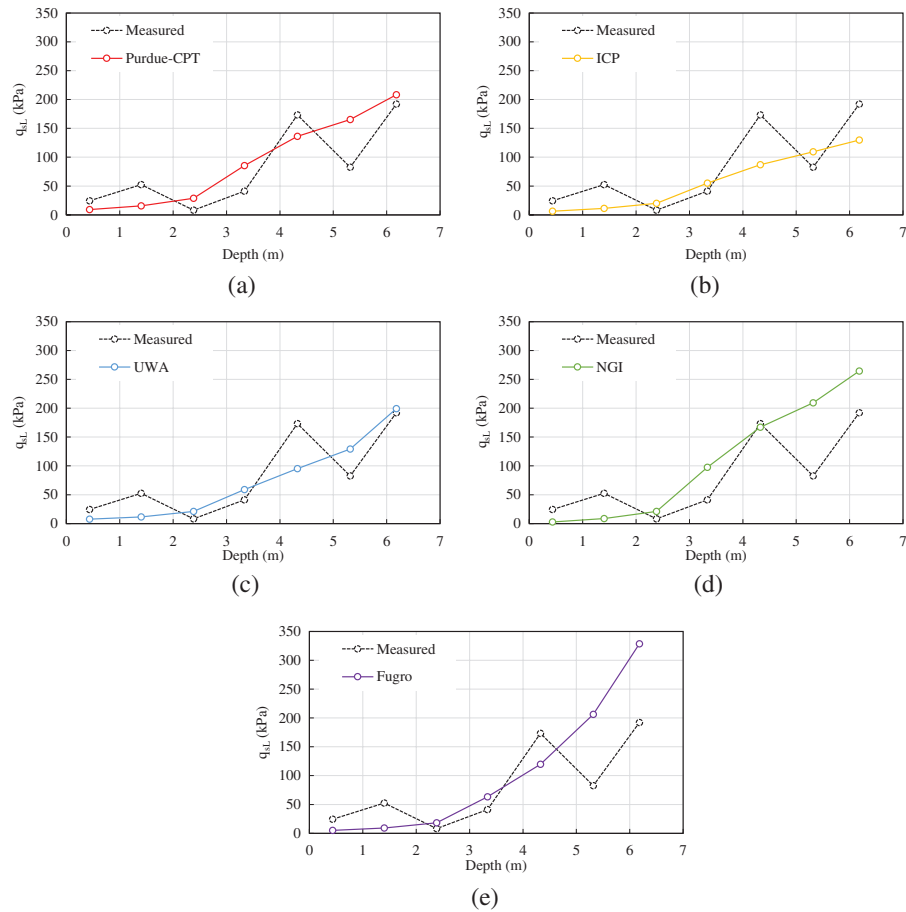 350
300
250
200
150
100
50
0
q_sL (kPa)
Measured
Purdue-CPT
0 1 2 3 4 5 6 7
Depth (m)
(a)
350
300
250
200
150
100
50
0
q_sL (kPa)
Measured
ICP
0 1 2 3 4 5 6 7
Depth (m)
(b)
350
300
250
200
150
100
50
0
q_sL (kPa)
Measured
UWA
0 1 2 3 4 5 6 7
Depth (m)
(c)
350
300
250
200
150
100
50
0
q_sL (kPa)
Measured
NGI
0 1 2 3 4 5 6 7
Depth (m)
(d)
350
300
250
200
150
100
50
0
q_sL (kPa)
Measured
Fugro
0 1 2 3 4 5 6 7
Depth (m)
(e)